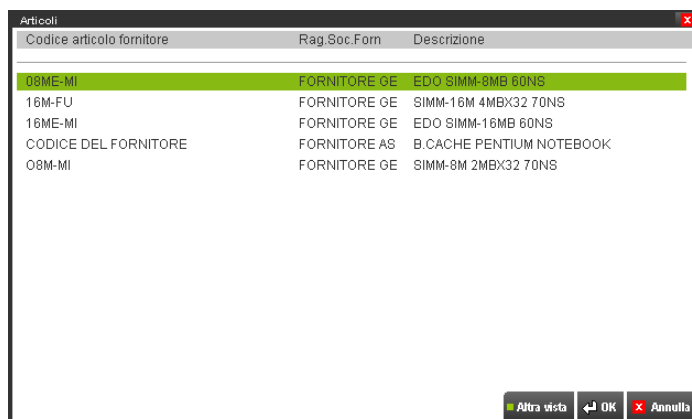 Articoli
Codice articolo fornitore Rag.Soc.Forn Descrizione
08ME-MI FORNITORE GE EDO SIMM-8MB 60NS
16M-FU FORNITORE GE SIMM-16M 4MBX32 70NS
16ME-MI FORNITORE GE EDO SIMM-16MB 60NS
CODICE DEL FORNITORE FORNITORE AS B.CACHE PENTIUM NOTEBOOK
O8M-MI FORNITORE GE SIMM-8M 2MBX32 70NS
Altra vista OK x Annulla